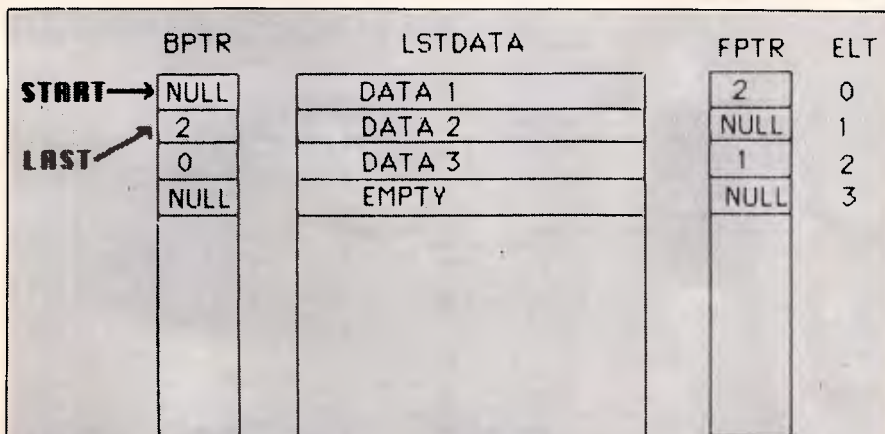 BPTR LSTDATA FPTR ELT
START NULL DATA 1 2 0
2 DATA 2 NULL 1
LAST 0 DATA 3 1 2
NULL EMPTY NULL 3